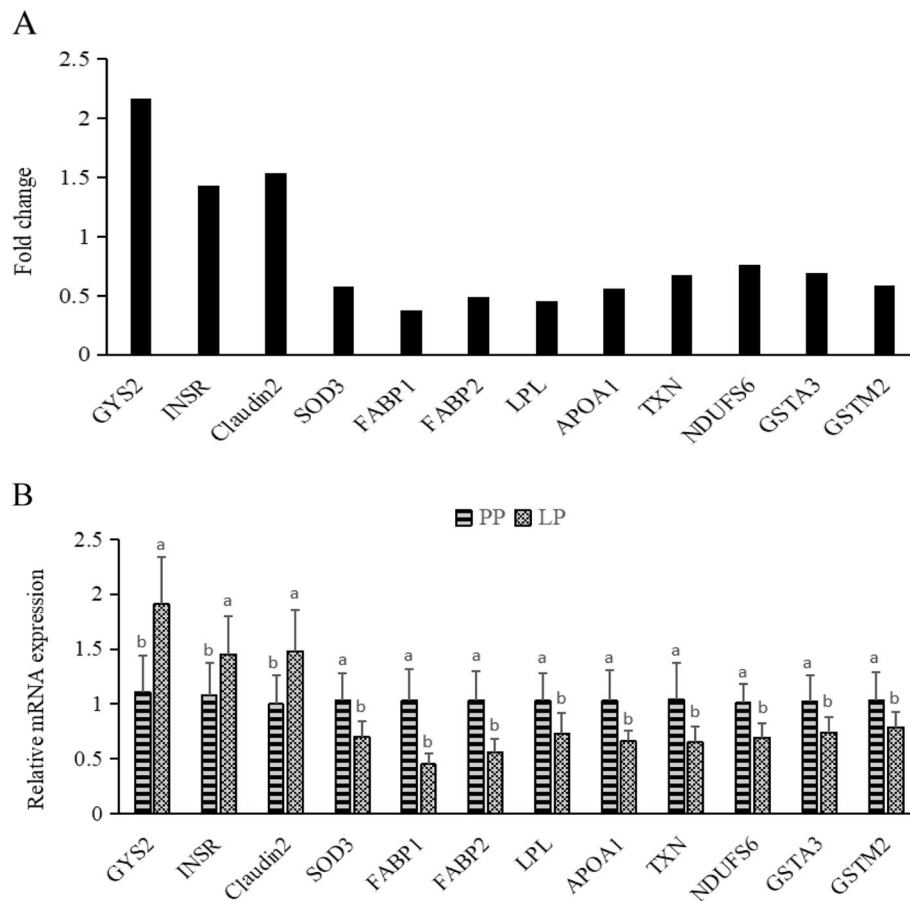 A
2.5
2
1.5
1
0.5
0
Fold change
GYS2 INSR Claudin2 SOD3 FABP1 FABP2 LPL APOA1 TXN NDUFS6 GSTA3 GSTM2
B
PP LP
2.5
2
1.5
1
0.5
0
Relative mRNA expression
b a b a b a a b a b a b a b a b a b a b a b a b
GYS2 INSR Claudin2 SOD3 FABP1 FABP2 LPL APOA1 TXN NDUFS6 GSTA3 GSTM2